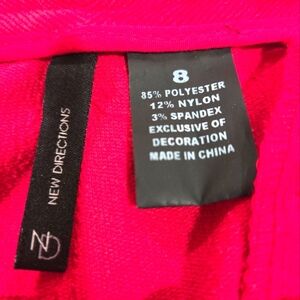 NEW DIRECTIONS
ND
8
85% POLYESTER
12% NYLON
3% SPANDEX
EXCLUSIVE OF
DECORATION
MADE IN CHINA